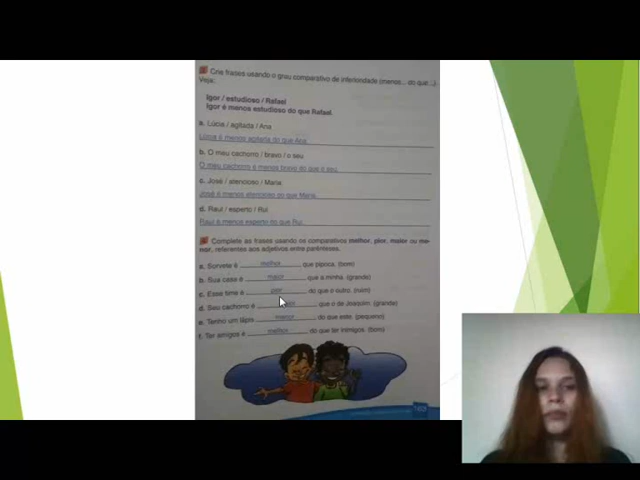 Crie frases usando o grau comparativo de inferioridade (menos... do que...).
Veja:
Igor / estudioso / Rafael
Igor é menos estudioso do que Rafael.
a. Lúcia / agitada / Ana
Lúcia é menos agitada do que Ana.
b. O meu cachorro / bravo / o seu
O meu cachorro é menos bravo do que o seu.
c. José / atencioso / Maria
José é menos atencioso do que Maria.
d. Raul / esperto / Rui
Raul é menos esperto do que Rui.
Complete as frases usando os comparativos melhor, pior, maior ou me-
nor, referentes aos adjetivos entre parênteses.
a. Sorvete é melhor que pipoca. (bom)
b. Sua casa é maior que a minha. (grande)
c. Esse time é pior do que o outro. (ruim)
d. Seu cachorro é que o de Joaquim. (grande)
e. Tenho um lápis menor do que este. (pequeno)
f. Ter amigos é melhor do que ter inimigos. (bom)